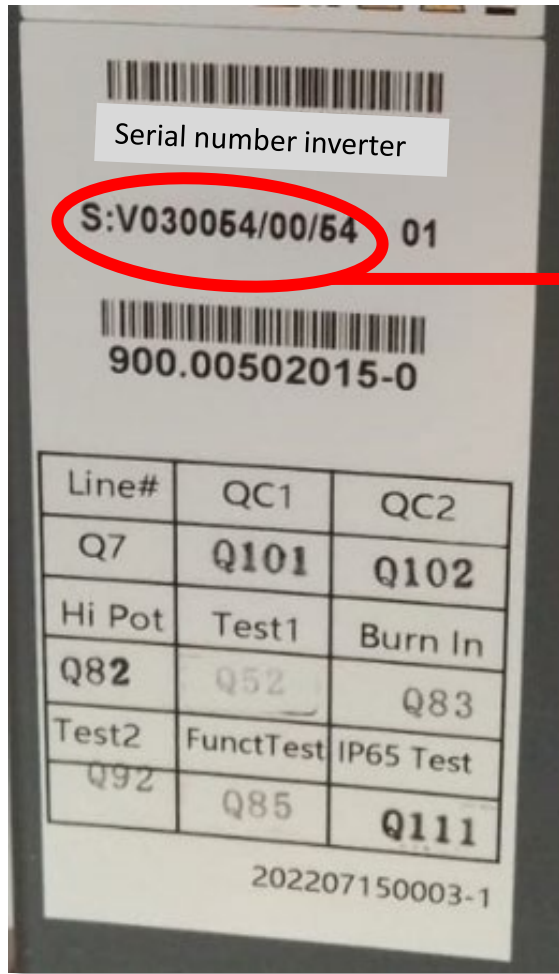 Serial number inverter
S:V030054/00/54 01
900.00502015-0
Line# QC1 QC2
Q7 Q101 Q102
Hi Pot Test1 Burn In
Q82 Q52 Q83
Test2 FunctTest IP65 Test
Q92 Q85 Q111
202207150003-1